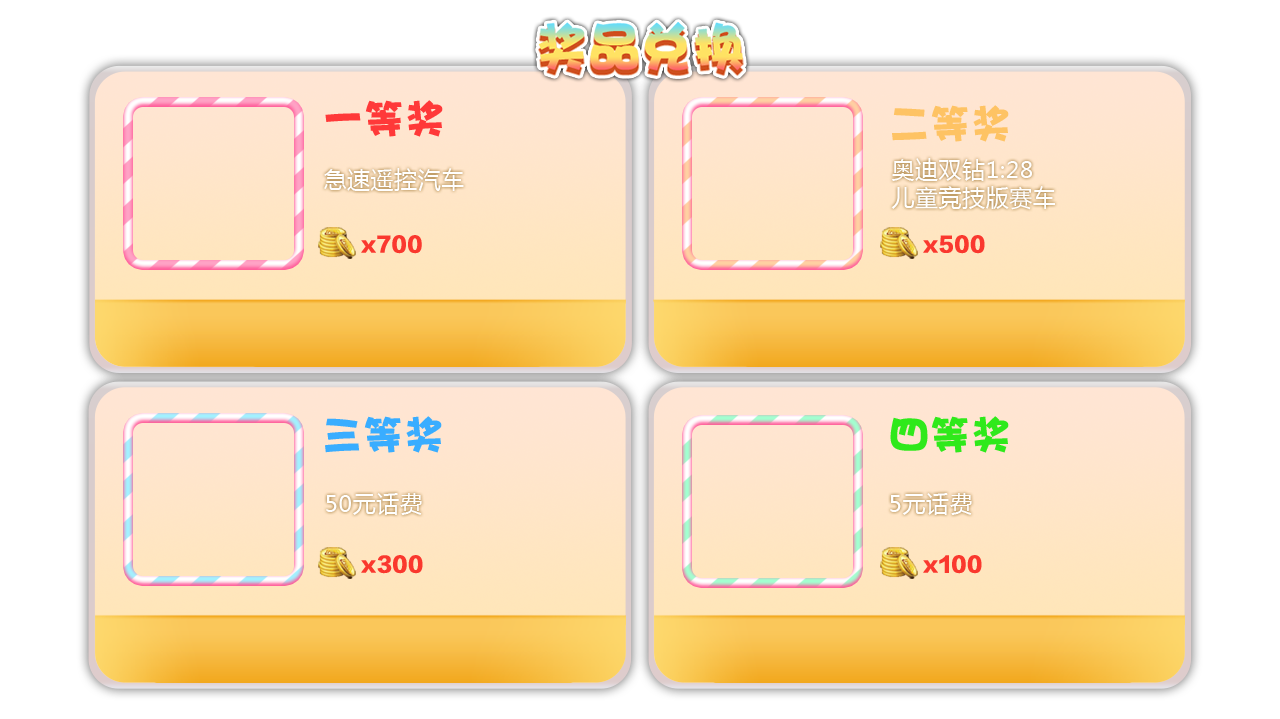 奖品兑换
一等奖
急速遥控汽车
x700
二等奖
奥迪双钻1:28
儿童竞技版赛车
x500
三等奖
50元话费
x300
四等奖
5元话费
x100